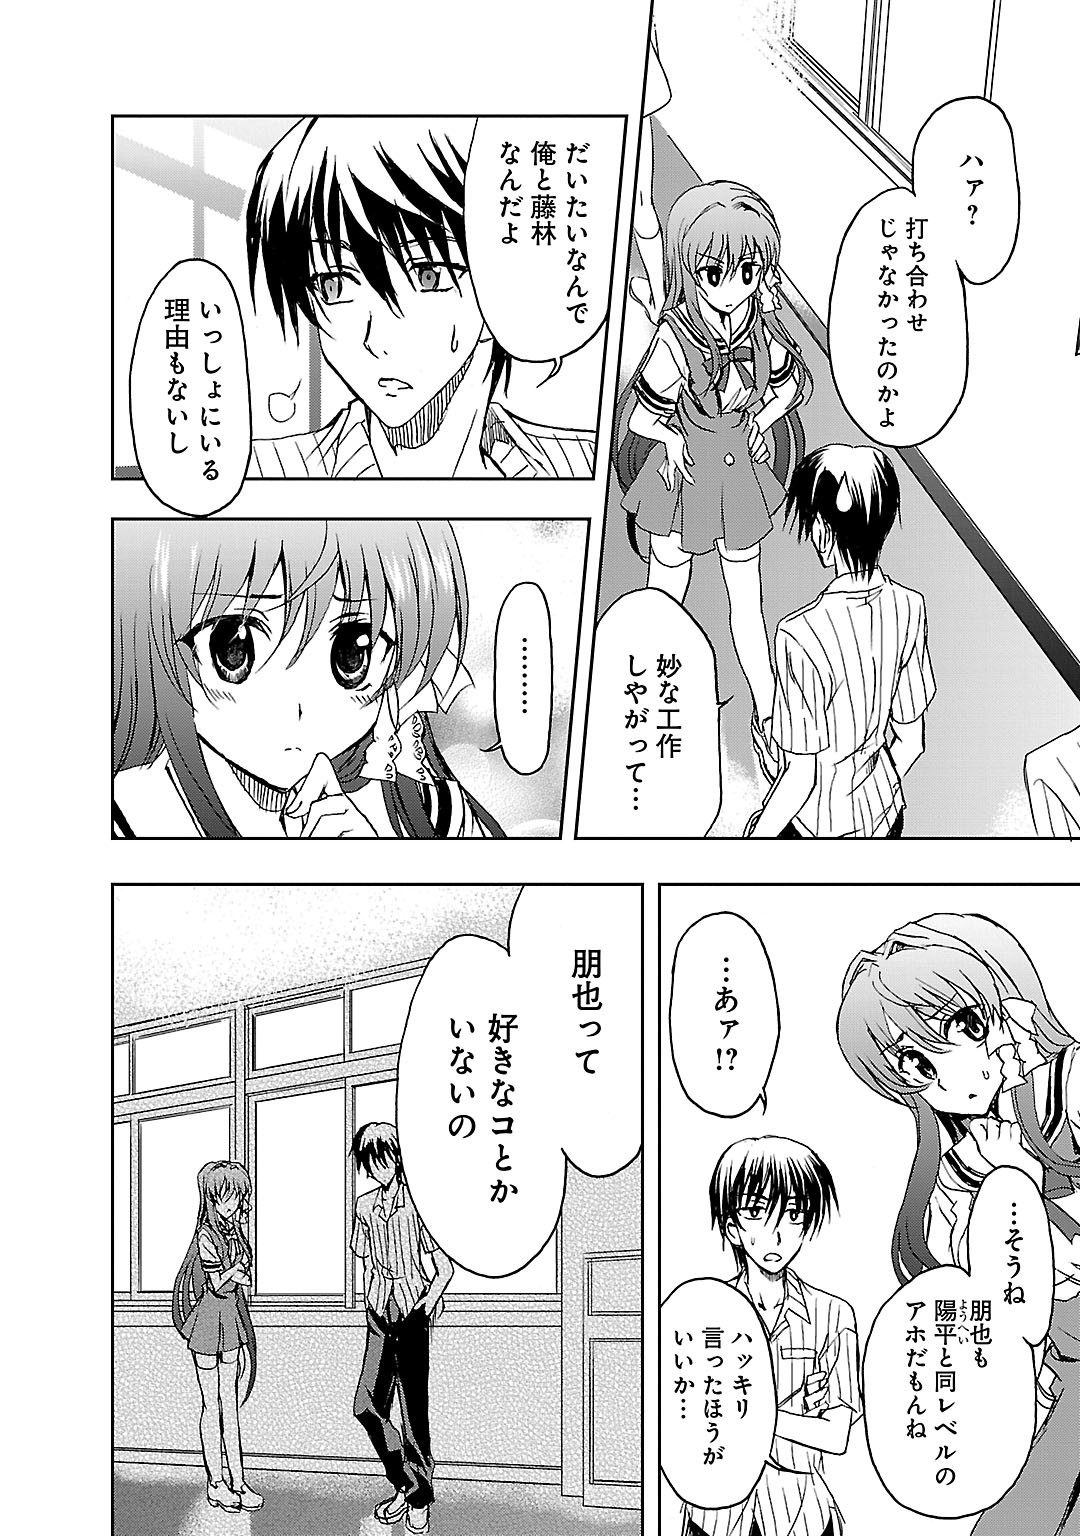 ハァ？
打ち合わせ
じゃなかったのかよ
妙な工作
しやがって…
だいたいなんで
俺と藤林
なんだよ
いっしょにいる
理由もないし
………
…あァ!?
…そうね
朋也も
陽平と同レベルの
ようへい
アホだもんね
ハッキリ
言ったほうが
いいか…
朋也って
好きなコとか
いないの